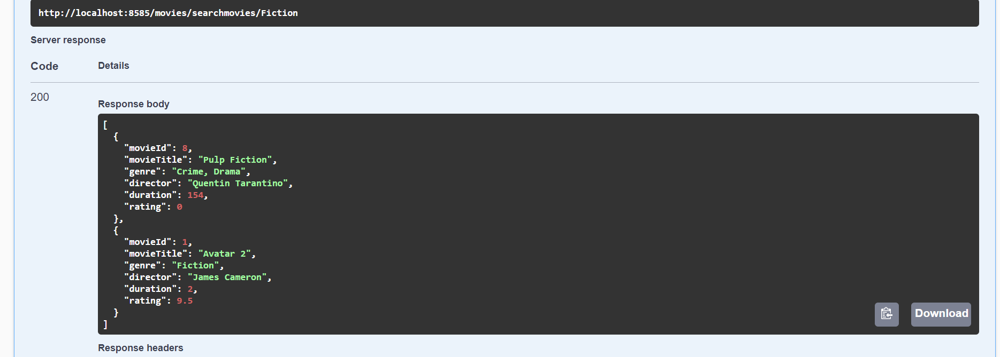 http://localhost:8585/movies/searchmovies/Fiction
Server response
Code Details
200
Response body
[
  {
    "movieId": 8,
    "movieTitle": "Pulp Fiction",
    "genre": "Crime, Drama",
    "director": "Quentin Tarantino",
    "duration": 154,
    "rating": 0
  },
  {
    "movieId": 1,
    "movieTitle": "Avatar 2",
    "genre": "Fiction",
    "director": "James Cameron",
    "duration": 2,
    "rating": 9.5
  }
]
Download
Response headers